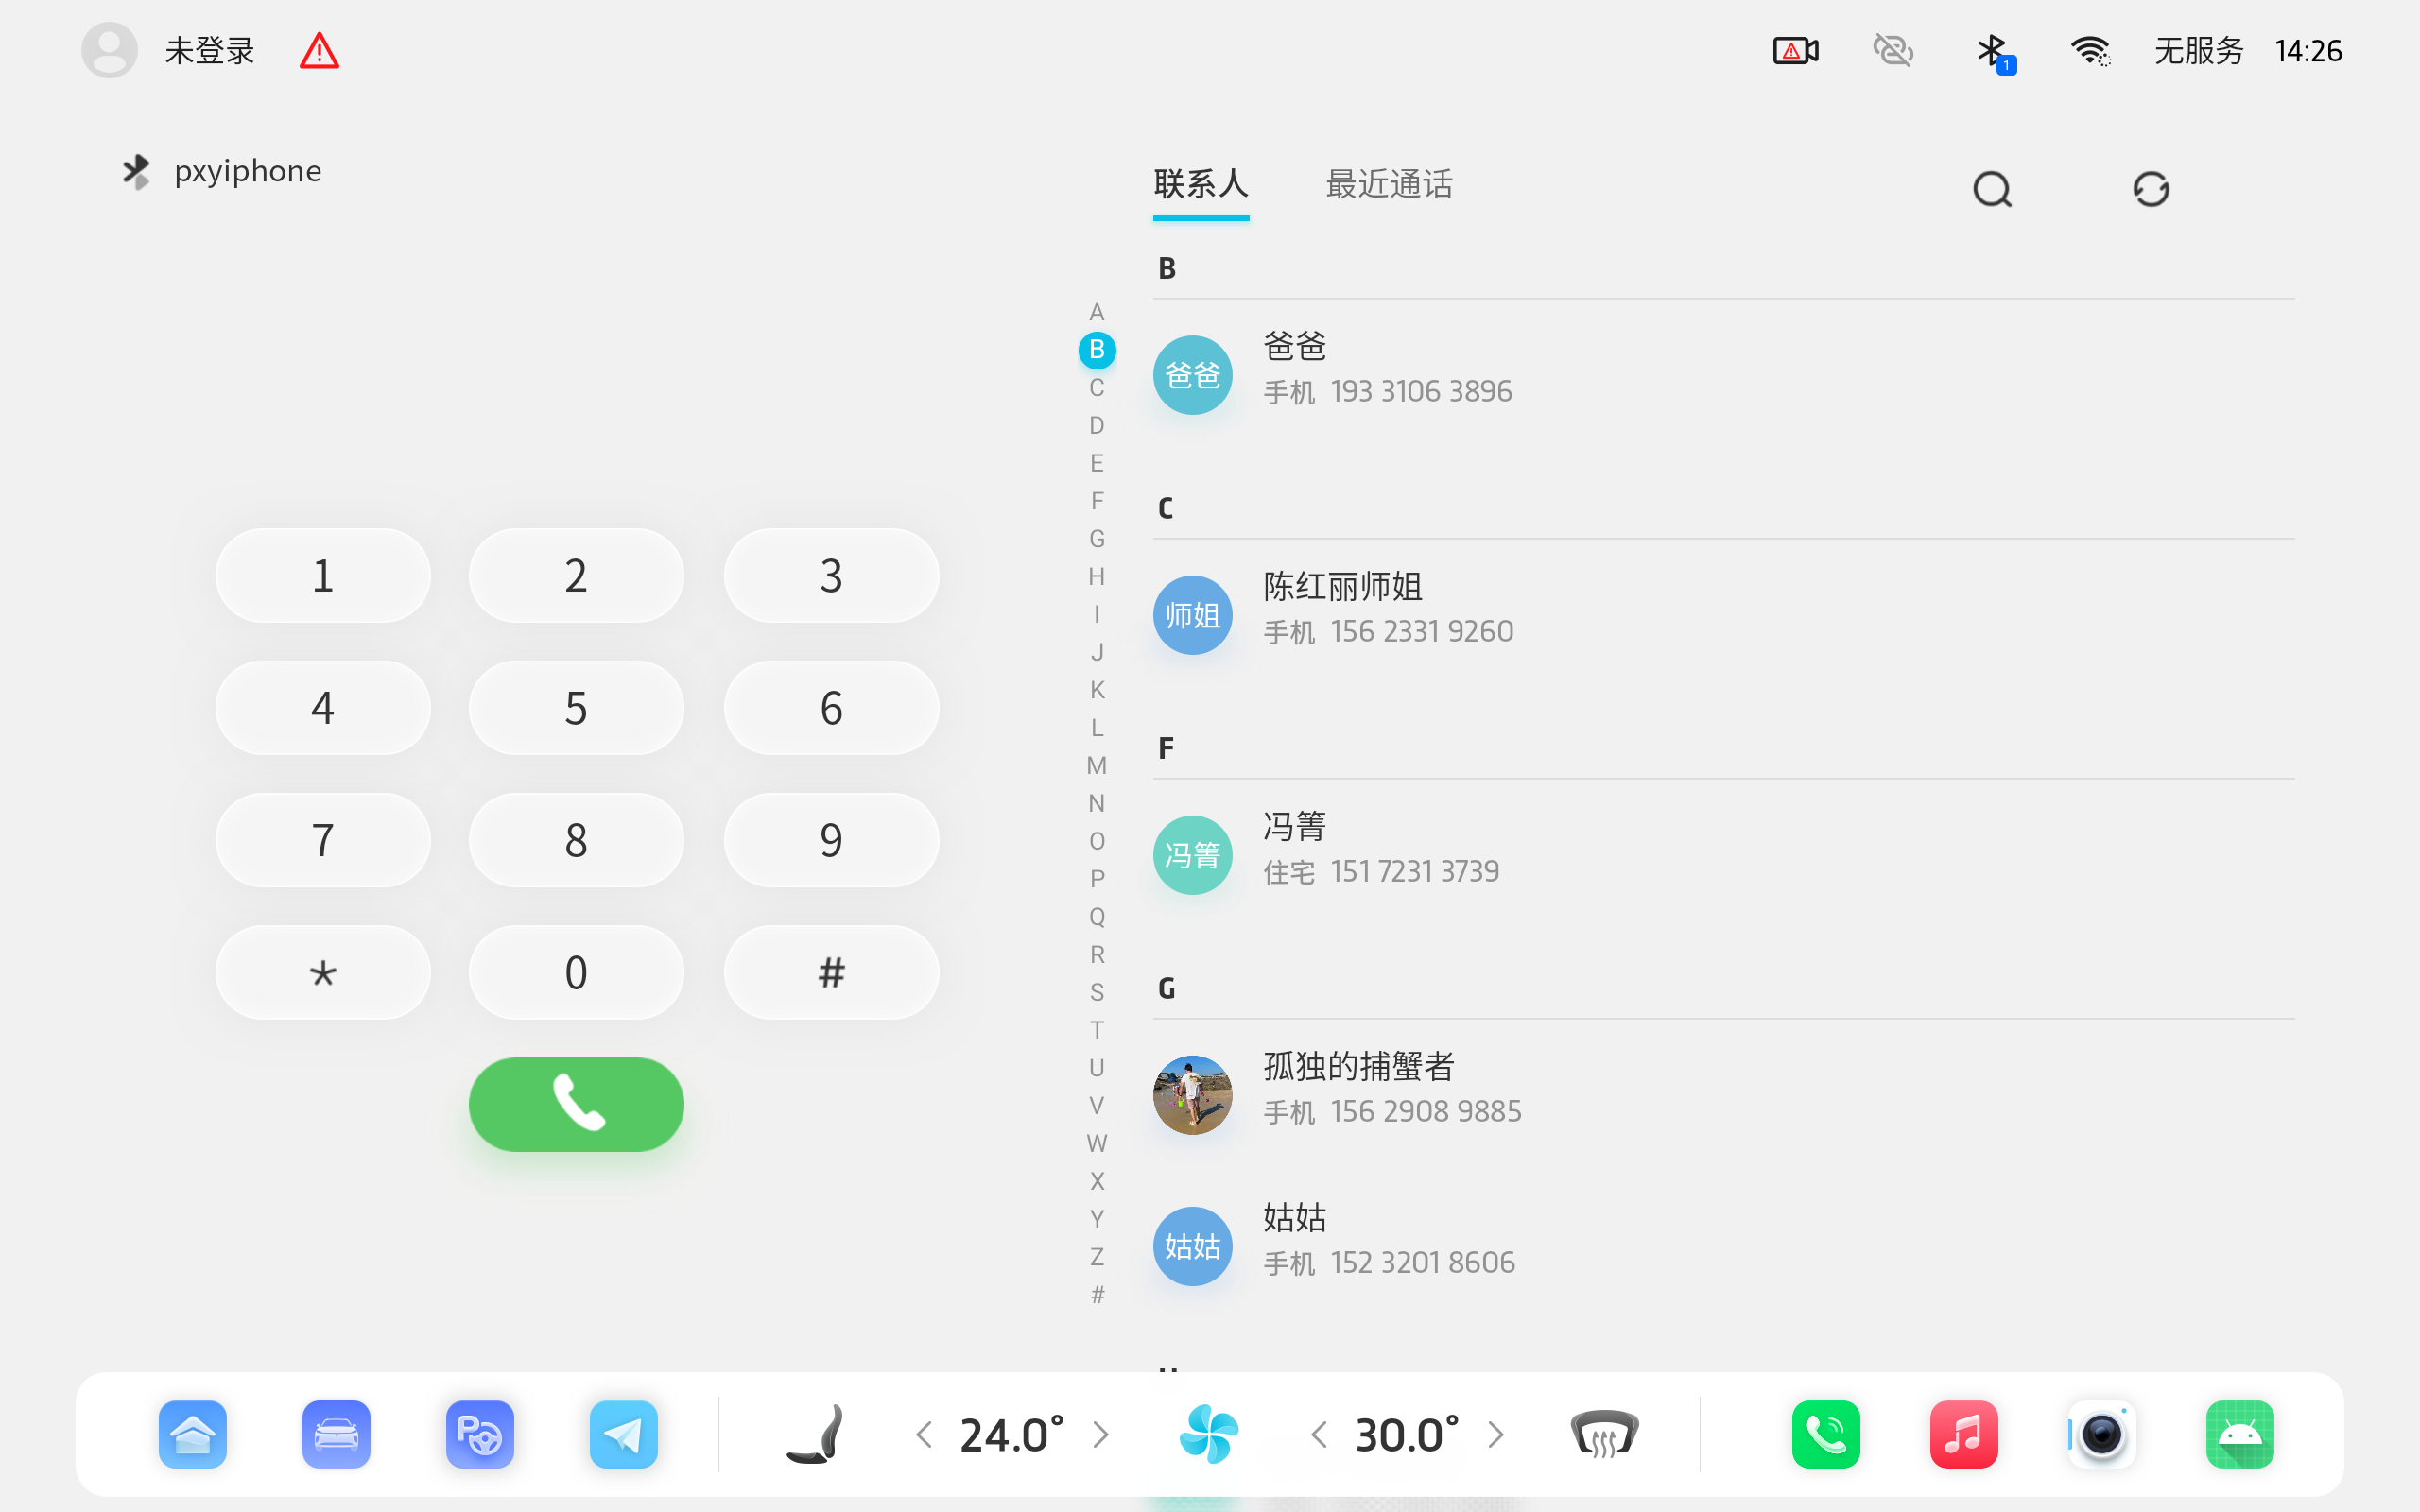 未登录
1
无服务 14:26
pxyiphone
联系人 最近通话
1 2 3
4 5 6
7 8 9
* 0 #
A
B
C
D
E
F
G
H
I
J
K
L
M
N
O
P
Q
R
S
T
U
V
W
X
Y
Z
#
B
爸爸
爸爸
手机 193 3106 3896
C
师姐
陈红丽师姐
手机 156 2331 9260
F
冯箐
冯箐
住宅 151 7231 3739
G
孤独的捕蟹者
手机 156 2908 9885
姑姑
姑姑
手机 152 3201 8606
P
24.0°
30.0°